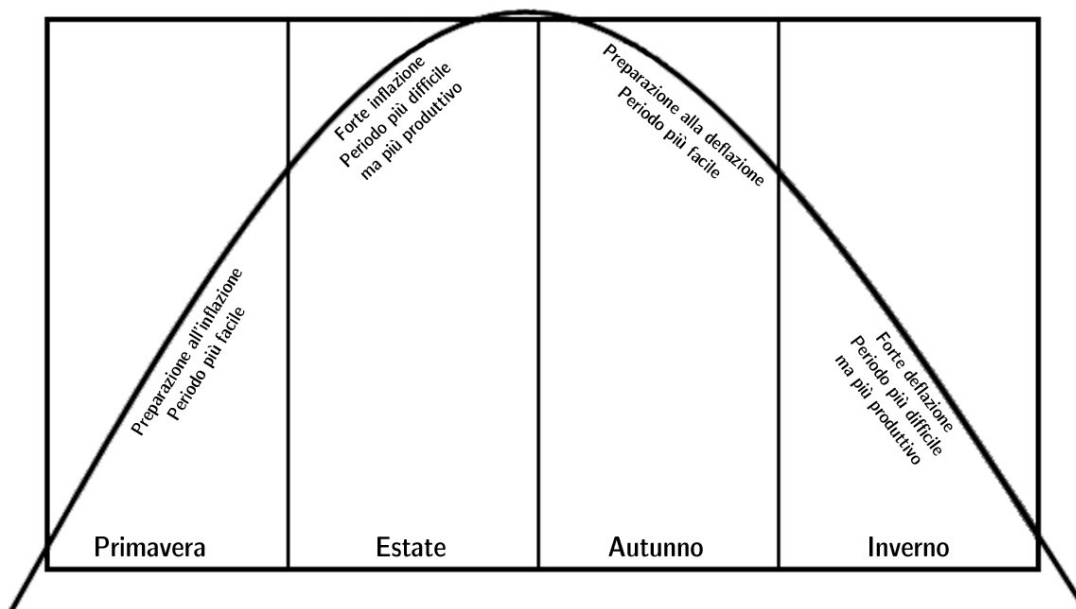 Forte inflazione
Periodo più difficile
ma più produttivo
Preparazione alla deflazione
Periodo più facile
Preparazione all'inflazione
Periodo più facile
Forte deflazione
Periodo più difficile
ma più produttivo
Primavera
Estate
Autunno
Inverno